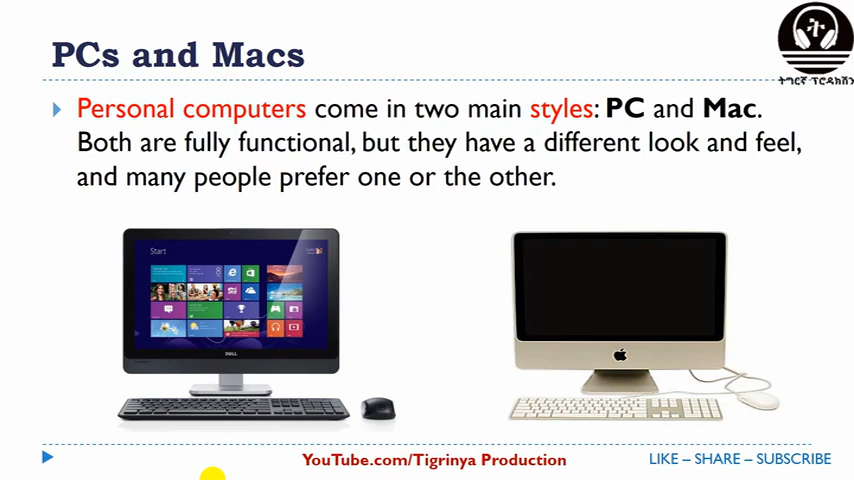 PCs and Macs
ትግርኛ ፕሮዳክሽን
Personal computers come in two main styles: PC and Mac.
Both are fully functional, but they have a different look and feel,
and many people prefer one or the other.
Start
DELL
YouTube.com/Tigrinya Production
LIKE – SHARE – SUBSCRIBE